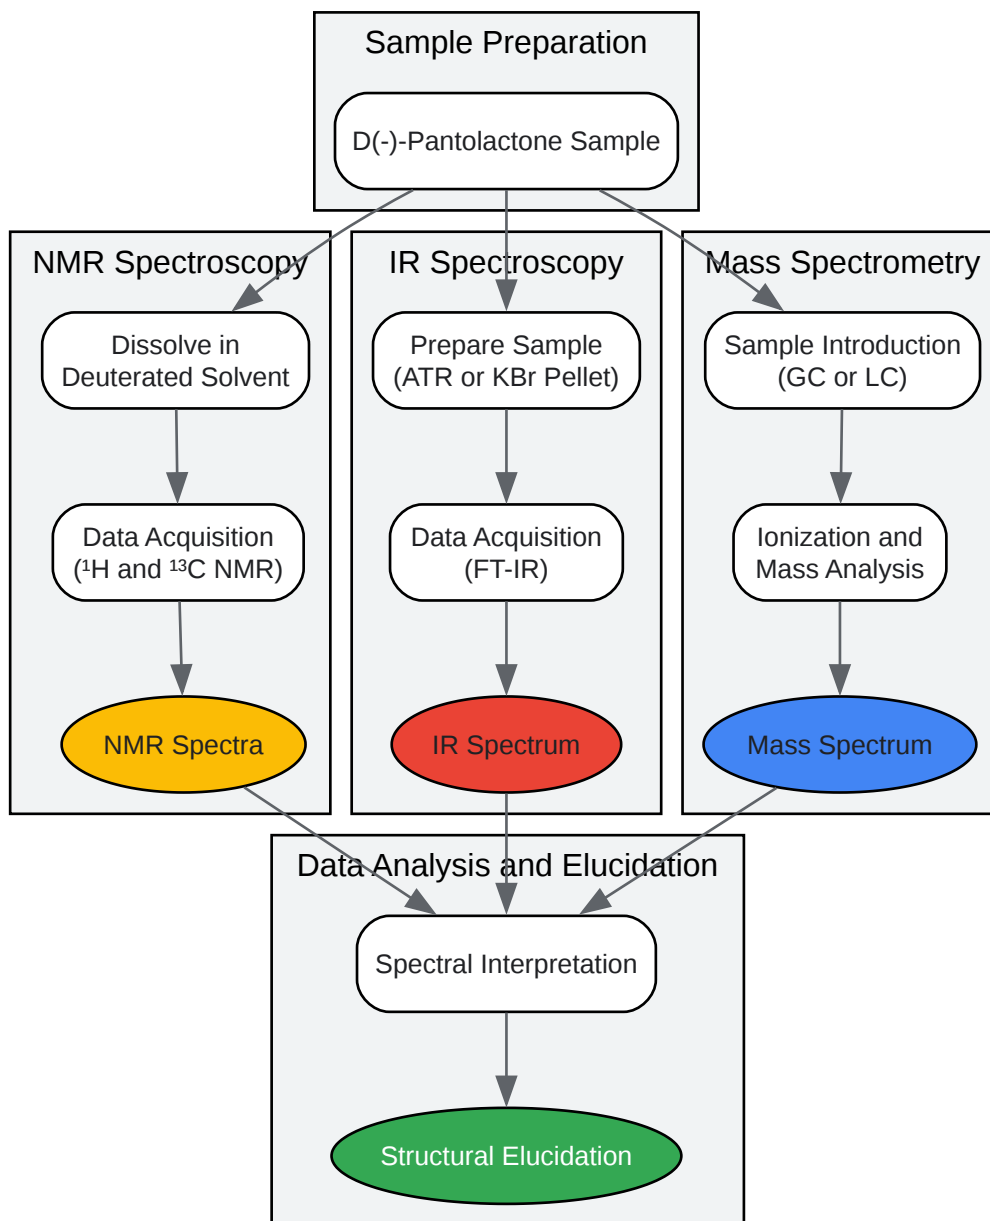 Sample Preparation
D(-)-Pantolactone Sample
NMR Spectroscopy
Dissolve in
Deuterated Solvent
Data Acquisition
(¹H and ¹³C NMR)
NMR Spectra
IR Spectroscopy
Prepare Sample
(ATR or KBr Pellet)
Data Acquisition
(FT-IR)
IR Spectrum
Mass Spectrometry
Sample Introduction
(GC or LC)
Ionization and
Mass Analysis
Mass Spectrum
Data Analysis and Elucidation
Spectral Interpretation
Structural Elucidation